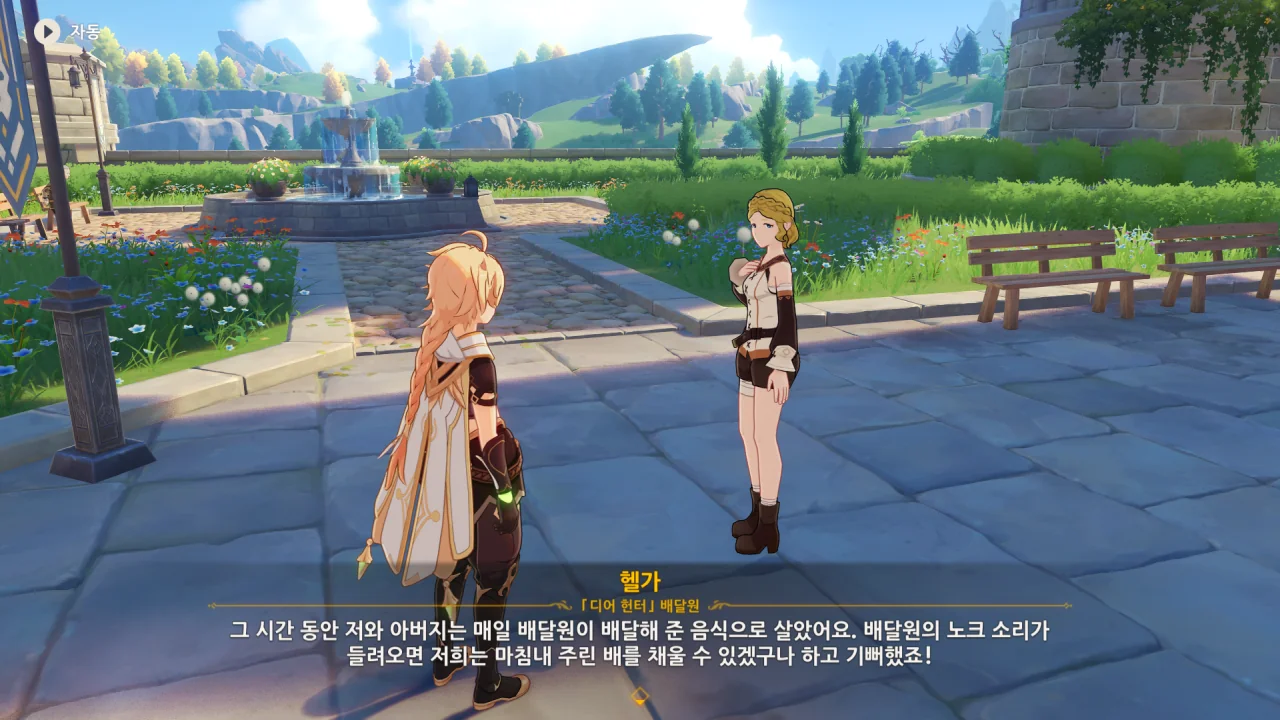 자동
헬가
「디어 헌터」 배달원
그 시간 동안 저와 아버지는 매일 배달원이 배달해 준 음식으로 살았어요. 배달원의 노크 소리가
들려오면 저희는 마침내 주린 배를 채울 수 있겠구나 하고 기뻐했죠!